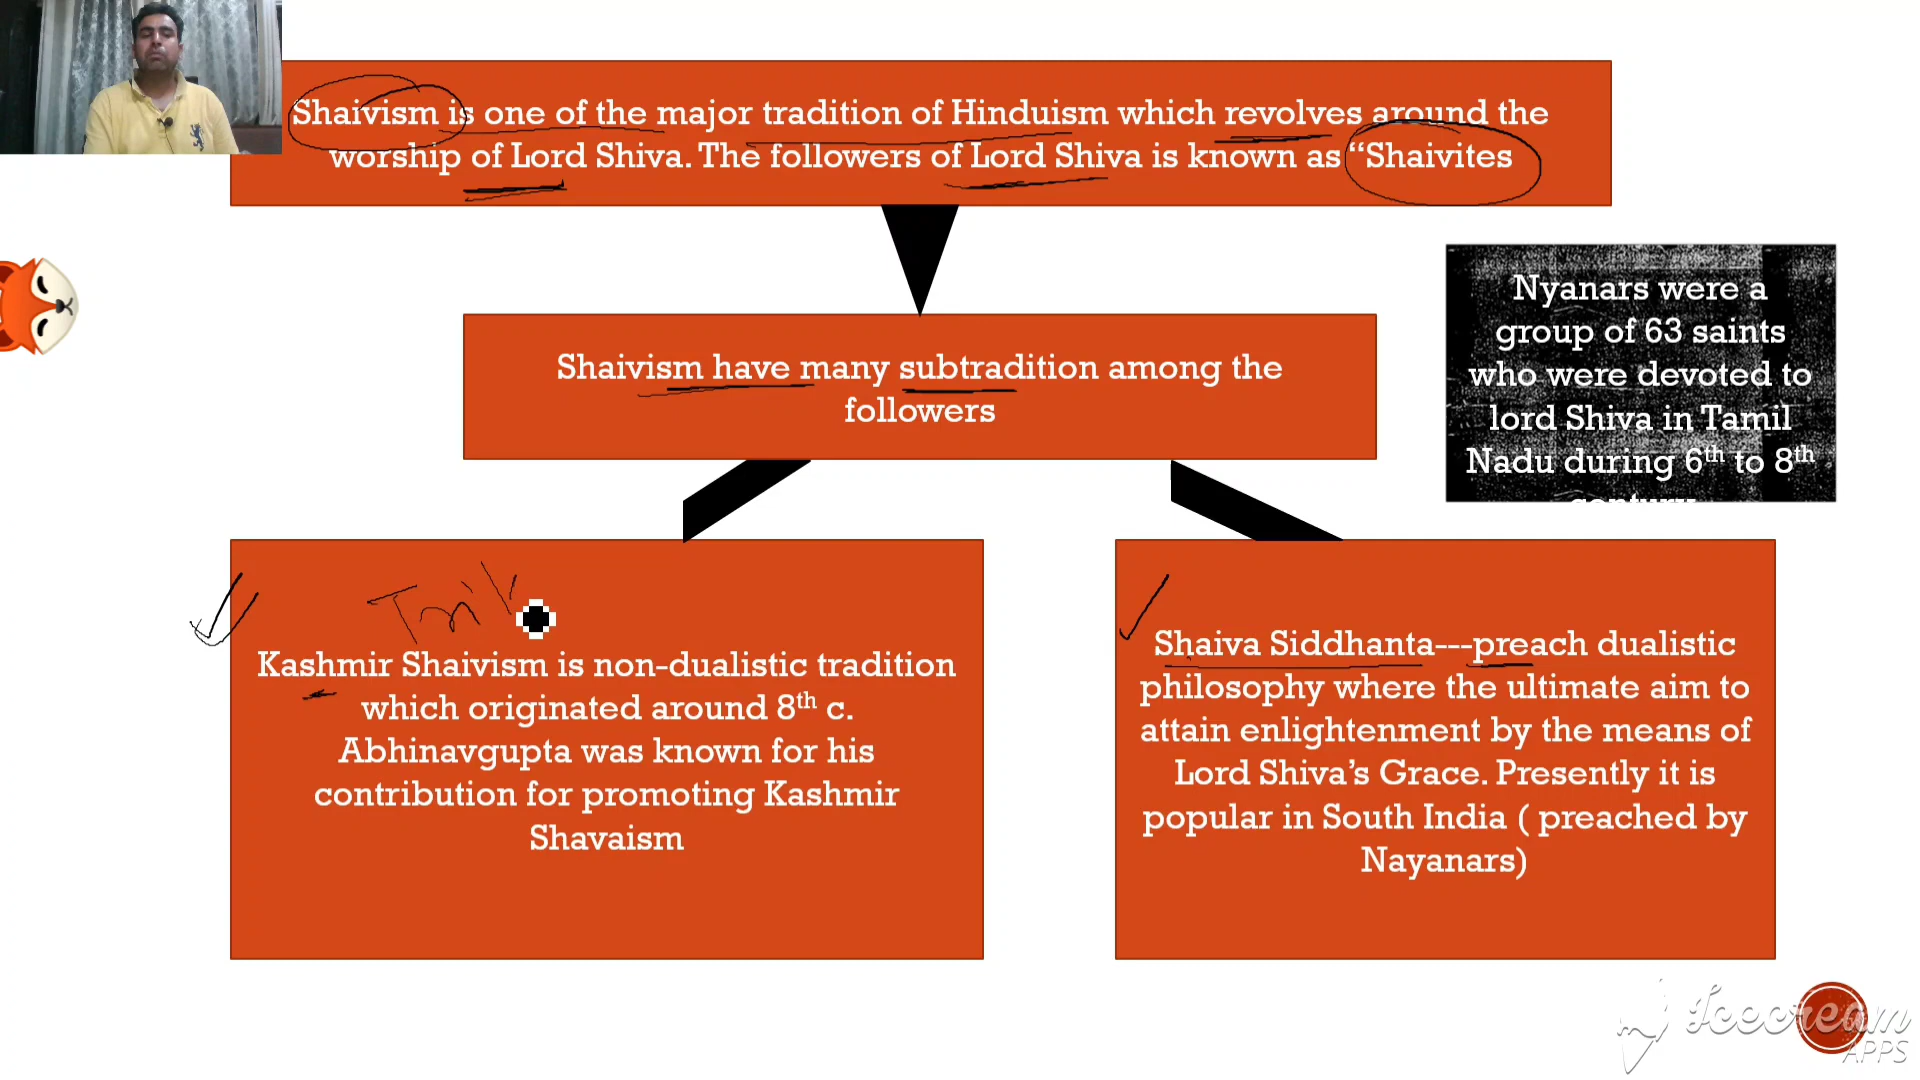 Shaivism is one of the major tradition of Hinduism which revolves around the
worship of Lord Shiva. The followers of Lord Shiva is known as “Shaivites
Shaivism have many subtradition among the
followers
Nyanars were a
group of 63 saints
who were devoted to
lord Shiva in Tamil
Nadu during 6th to 8th
century
Trik
Kashmir Shaivism is non-dualistic tradition
which originated around 8th c.
Abhinavgupta was known for his
contribution for promoting Kashmir
Shavaism
Shaiva Siddhanta---preach dualistic
philosophy where the ultimate aim to
attain enlightenment by the means of
Lord Shiva’s Grace. Presently it is
popular in South India ( preached by
Nayanars)
Icecream
APPS